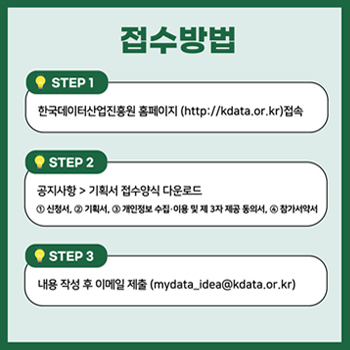 접수방법
STEP 1
한국데이터산업진흥원 홈페이지 (http://kdata.or.kr)접속
STEP 2
공지사항 > 기획서 접수양식 다운로드
① 신청서, ② 기획서, ③ 개인정보 수집·이용 및 제 3자 제공 동의서, ④ 참가서약서
STEP 3
내용 작성 후 이메일 제출 (mydata_idea@kdata.or.kr)